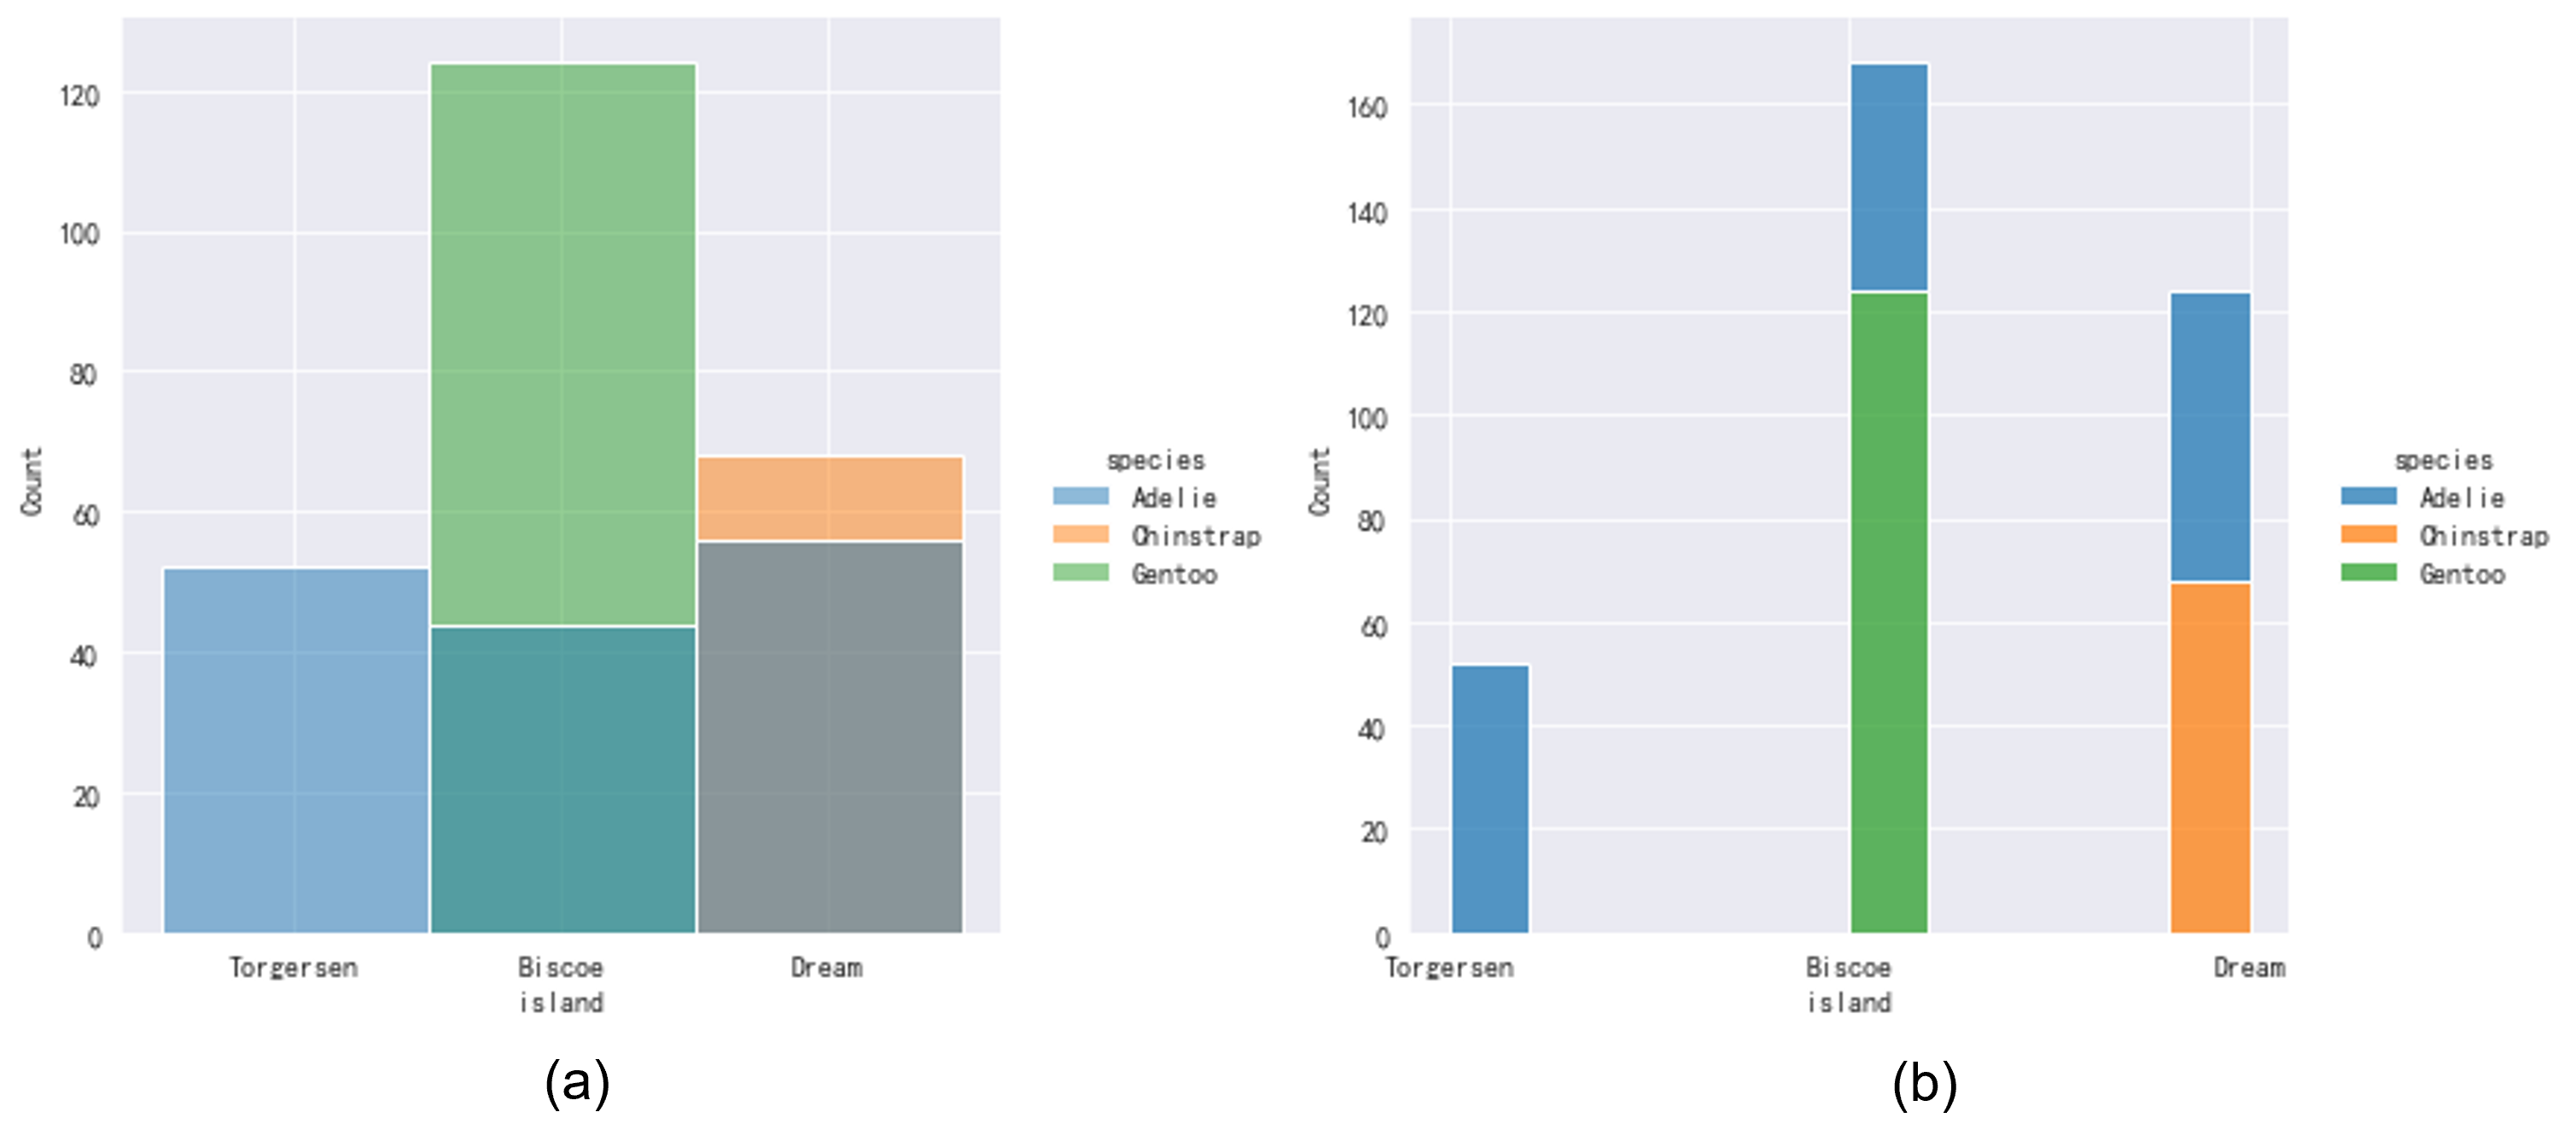 120
100
80
60
40
20
0
Count
Torgersen Biscoe Dream
island
species
Adelie
Chinstrap
Gentoo
(a)
160
140
120
100
80
60
40
20
0
Count
Torgersen Biscoe Dream
island
species
Adelie
Chinstrap
Gentoo
(b)